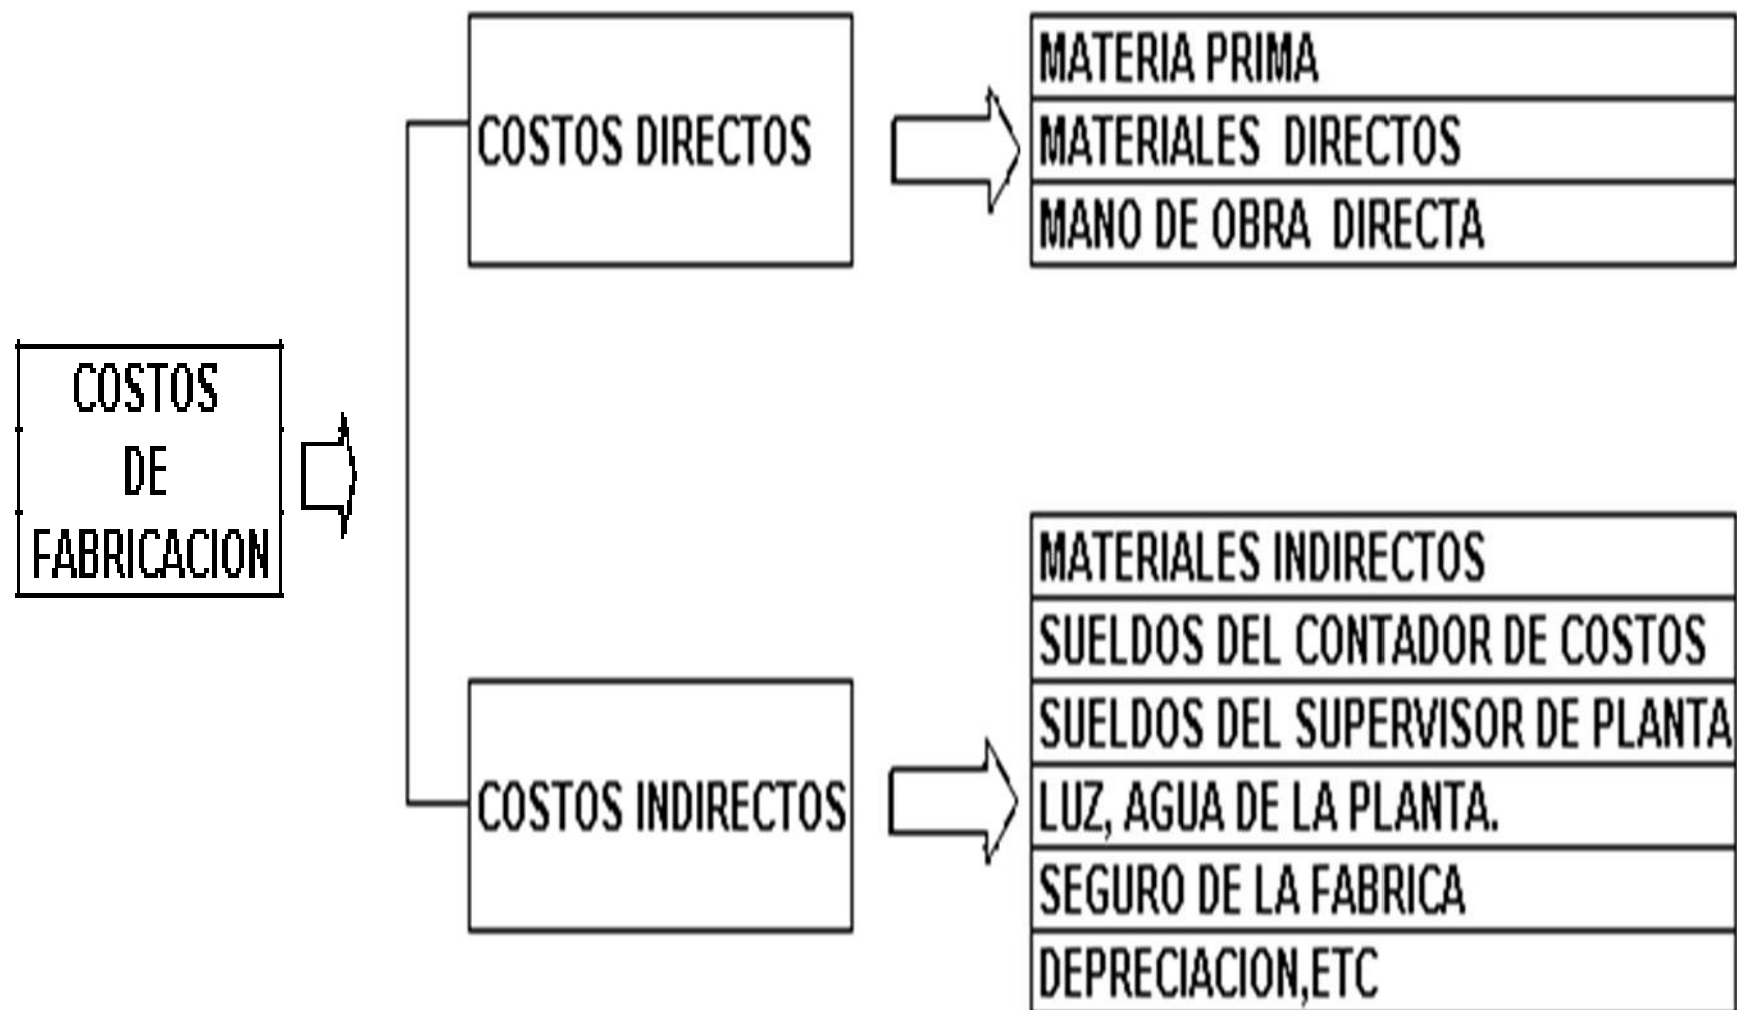 COSTOS
DE
FABRICACION
COSTOS DIRECTOS
MATERIA PRIMA
MATERIALES DIRECTOS
MANO DE OBRA DIRECTA
COSTOS INDIRECTOS
MATERIALES INDIRECTOS
SUELDOS DEL CONTADOR DE COSTOS
SUELDOS DEL SUPERVISOR DE PLANTA
LUZ, AGUA DE LA PLANTA.
SEGURO DE LA FABRICA
DEPRECIACION,ETC